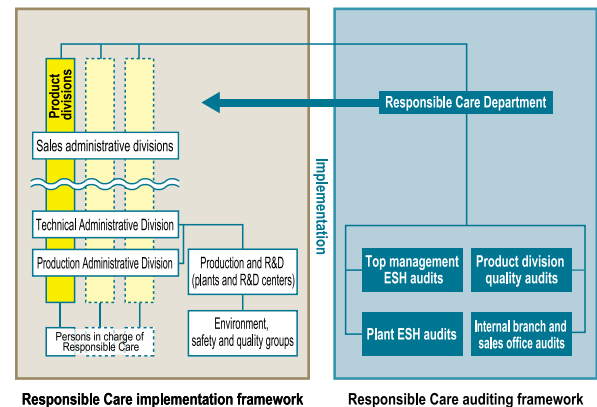 Product
divisions
Sales administrative divisions
Technical Administrative Division
Production Administrative Division
Production and R&D
(plants and R&D centers)
Persons in charge of
Responsible Care
Environment,
safety and quality groups
Implementation
Responsible Care Department
Top management
ESH audits
Product division
quality audits
Plant ESH audits
Internal branch and
sales office audits
Responsible Care implementation framework
Responsible Care auditing framework